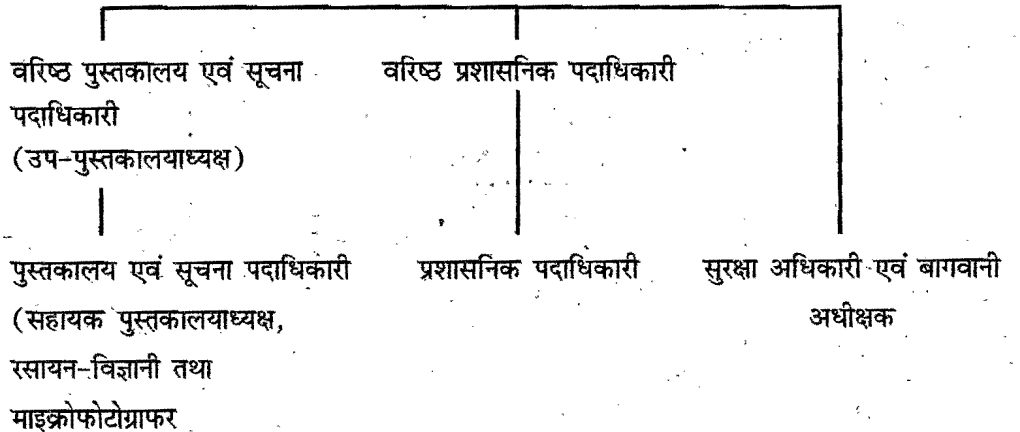 वरिष्ठ पुस्तकालय एवं सूचना
पदाधिकारी
(उप-पुस्तकालयाध्यक्ष)
वरिष्ठ प्रशासनिक पदाधिकारी
पुस्तकालय एवं सूचना पदाधिकारी
(सहायक पुस्तकालयाध्यक्ष,
रसायन-विज्ञानी तथा
माइक्रोफोटोग्राफर
प्रशासनिक पदाधिकारी
सुरक्षा अधिकारी एवं बागवानी
अधीक्षक